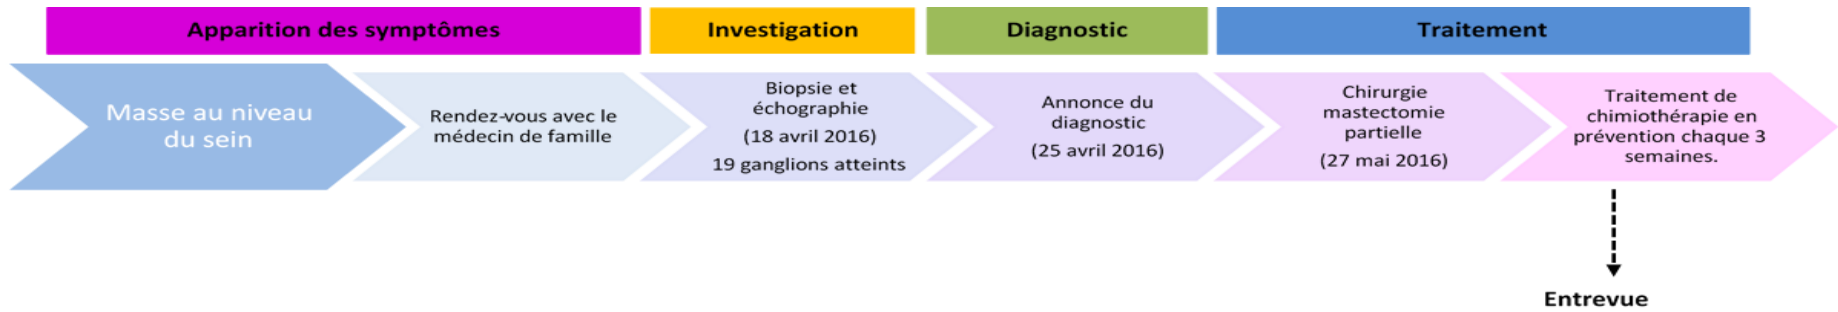 Apparition des symptômes
Investigation
Diagnostic
Traitement
Masse au niveau
du sein
Rendez-vous avec le
médecin de famille
Biopsie et
échographie
(18 avril 2016)
19 ganglions atteints
Annonce du
diagnostic
(25 avril 2016)
Chirurgie
mastectomie
partielle
(27 mai 2016)
Traitement de
chimiothérapie en
prévention chaque 3
semaines.
Entrevue